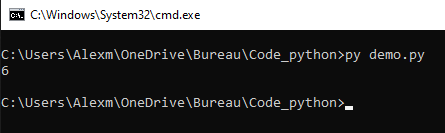 C:\Windows\System32\cmd.exe
C:\Users\Alexm\OneDrive\Bureau\Code_python>py demo.py
6
C:\Users\Alexm\OneDrive\Bureau\Code_python>